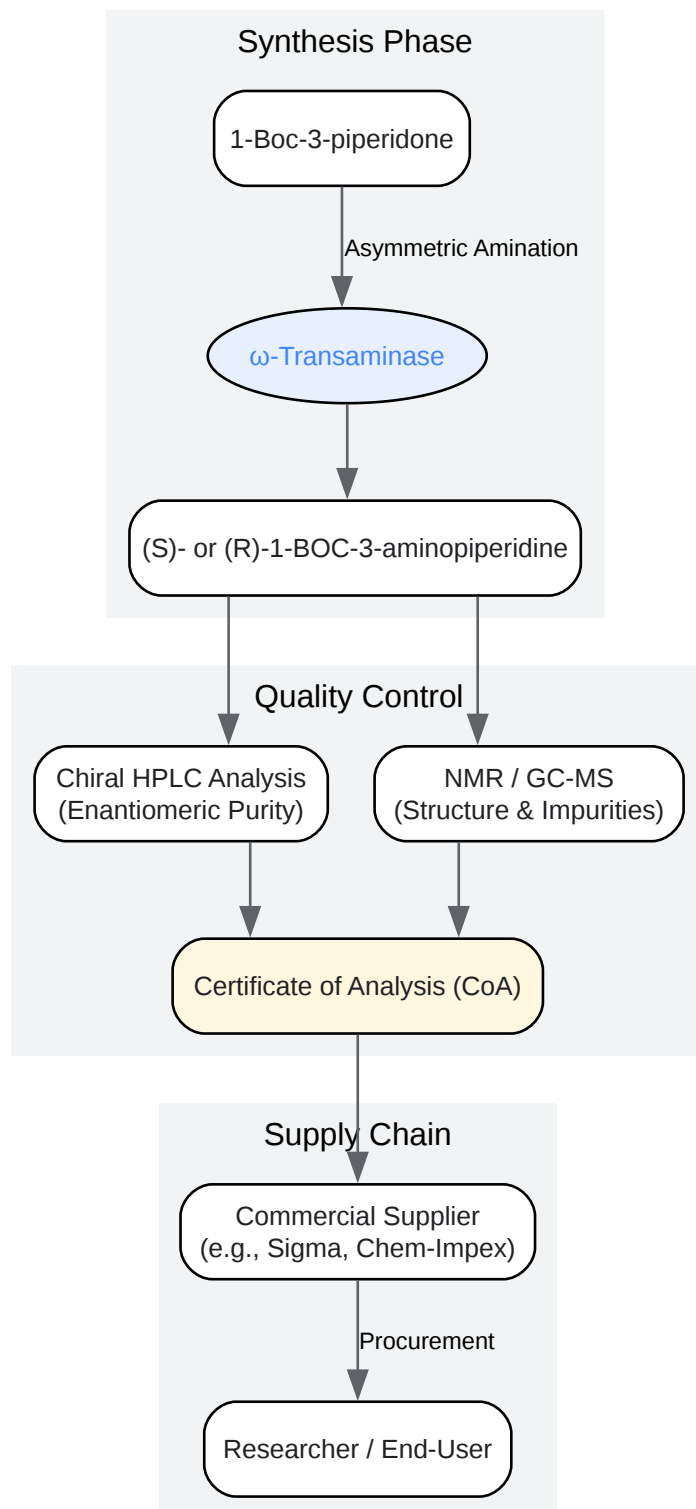 Synthesis Phase
1-Boc-3-piperidone
Asymmetric Amination
ω-Transaminase
(S)- or (R)-1-BOC-3-aminopiperidine
Quality Control
Chiral HPLC Analysis
(Enantiomeric Purity)
NMR / GC-MS
(Structure & Impurities)
Certificate of Analysis (CoA)
Supply Chain
Commercial Supplier
(e.g., Sigma, Chem-Impex)
Procurement
Researcher / End-User